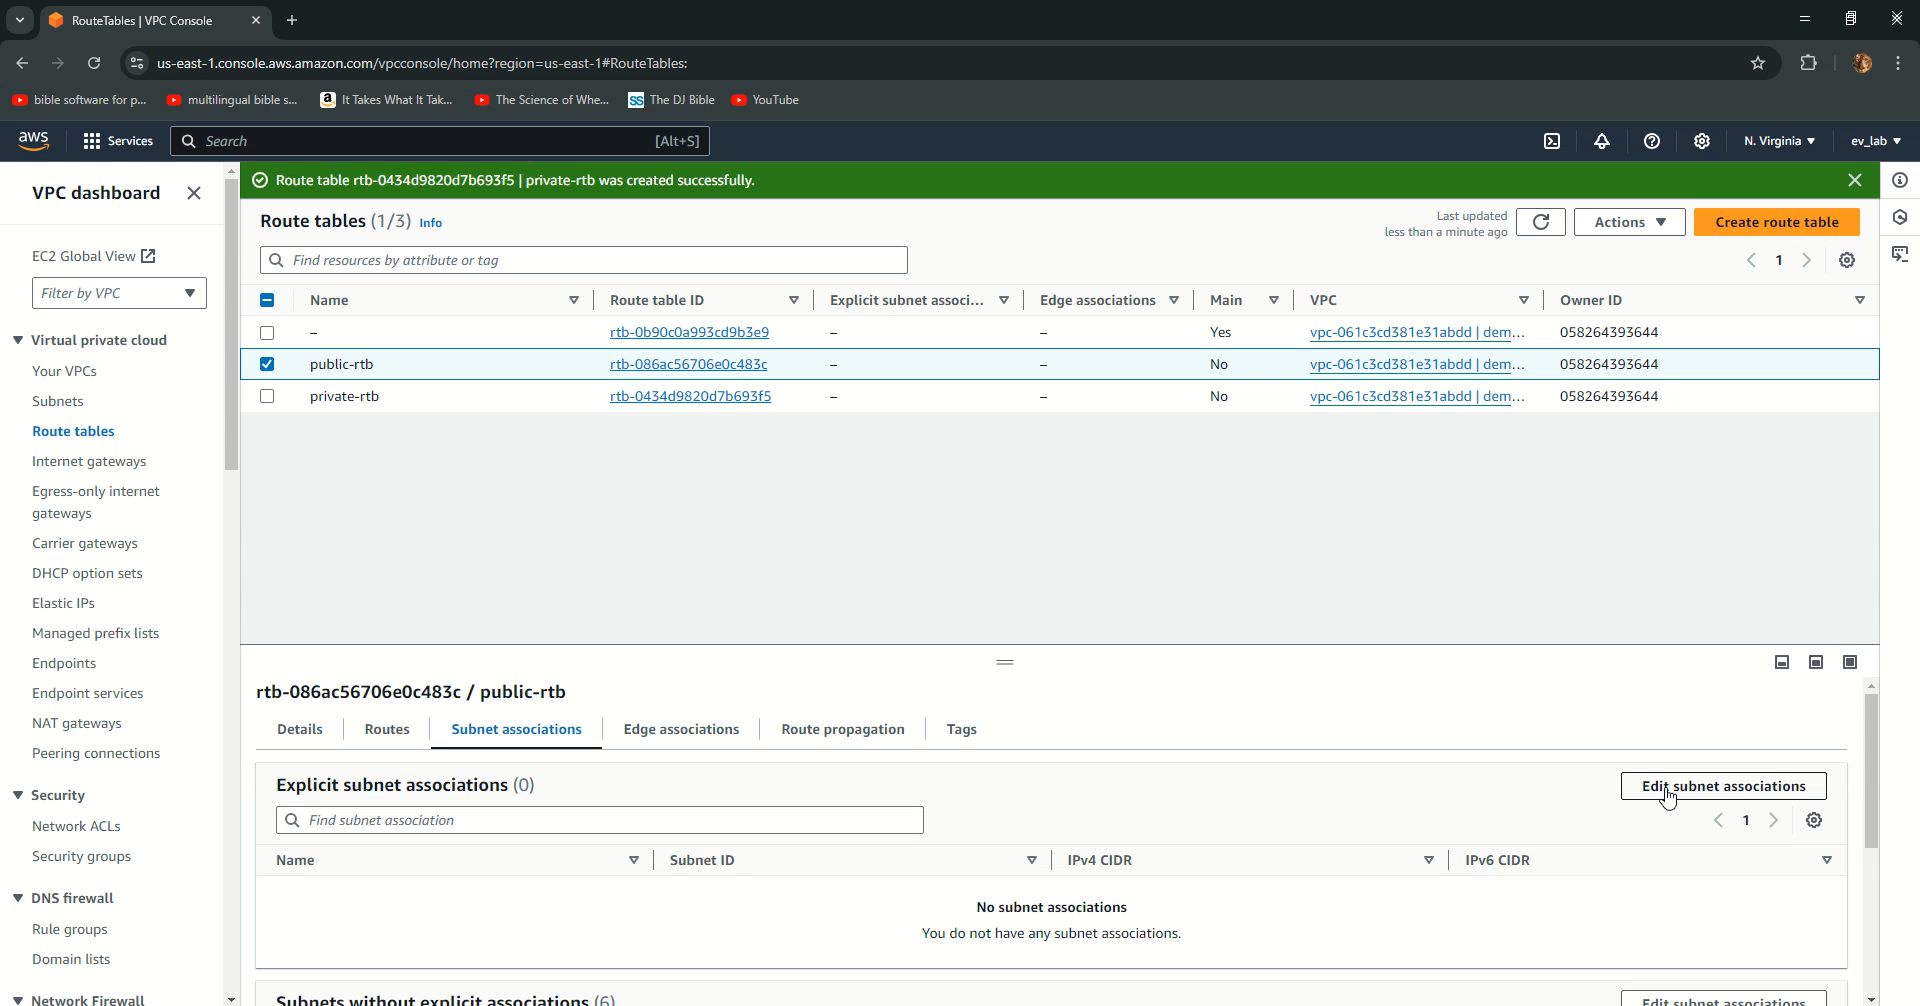 RouteTables | VPC Console
us-east-1.console.aws.amazon.com/vpcconsole/home?region=us-east-1#RouteTables:
bible software for p...
multilingual bible s...
It Takes What It Tak...
The Science of Whe...
The DJ Bible
YouTube
aws
Services
Search
[Alt+S]
N. Virginia
ev_lab
VPC dashboard
EC2 Global View
Filter by VPC
Virtual private cloud
Your VPCs
Subnets
Route tables
Internet gateways
Egress-only internet
gateways
Carrier gateways
DHCP option sets
Elastic IPs
Managed prefix lists
Endpoints
Endpoint services
NAT gateways
Peering connections
Security
Network ACLs
Security groups
DNS firewall
Rule groups
Domain lists
Network Firewall
Route table rtb-0434d9820d7b693f5 | private-rtb was created successfully.
Route tables (1/3) Info
Last updated
less than a minute ago
Actions
Create route table
Find resources by attribute or tag
1
Name Route table ID Explicit subnet associ... Edge associations Main VPC Owner ID
– rtb-0b90c0a993cd9b3e9 – – Yes vpc-061c3cd381e31abdd | dem... 058264393644
public-rtb rtb-086ac56706e0c483c – – No vpc-061c3cd381e31abdd | dem... 058264393644
private-rtb rtb-0434d9820d7b693f5 – – No vpc-061c3cd381e31abdd | dem... 058264393644
rtb-086ac56706e0c483c / public-rtb
Details Routes Subnet associations Edge associations Route propagation Tags
Explicit subnet associations (0)
Edit subnet associations
Find subnet association
1
Name Subnet ID IPv4 CIDR IPv6 CIDR
No subnet associations
You do not have any subnet associations.
Subnets without explicit associations (6)
Edit subnet associations